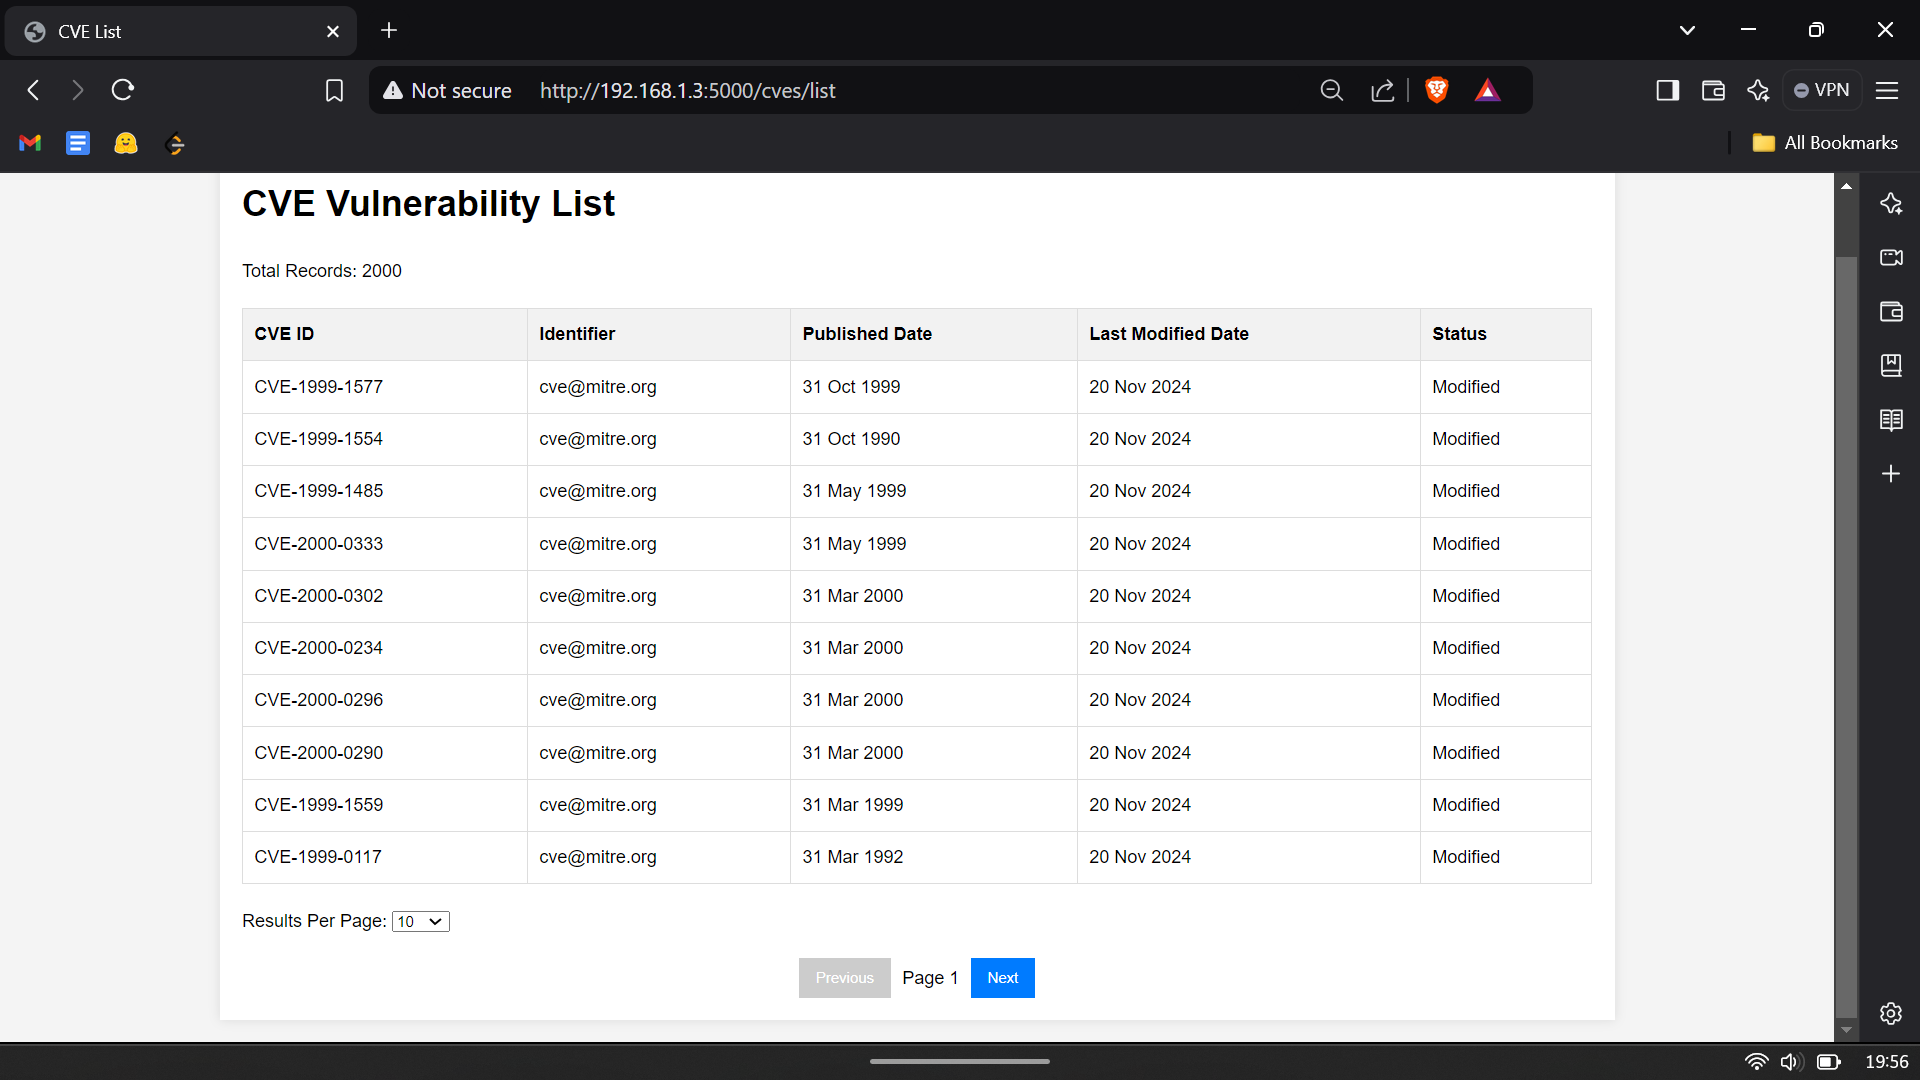 CVE List
Not secure http://192.168.1.3:5000/cves/list
VPN
All Bookmarks
CVE Vulnerability List
Total Records: 2000
CVE ID Identifier Published Date Last Modified Date Status
CVE-1999-1577 cve@mitre.org 31 Oct 1999 20 Nov 2024 Modified
CVE-1999-1554 cve@mitre.org 31 Oct 1990 20 Nov 2024 Modified
CVE-1999-1485 cve@mitre.org 31 May 1999 20 Nov 2024 Modified
CVE-2000-0333 cve@mitre.org 31 May 1999 20 Nov 2024 Modified
CVE-2000-0302 cve@mitre.org 31 Mar 2000 20 Nov 2024 Modified
CVE-2000-0234 cve@mitre.org 31 Mar 2000 20 Nov 2024 Modified
CVE-2000-0296 cve@mitre.org 31 Mar 2000 20 Nov 2024 Modified
CVE-2000-0290 cve@mitre.org 31 Mar 2000 20 Nov 2024 Modified
CVE-1999-1559 cve@mitre.org 31 Mar 1999 20 Nov 2024 Modified
CVE-1999-0117 cve@mitre.org 31 Mar 1992 20 Nov 2024 Modified
Results Per Page: 10
Previous Page 1 Next
19:56